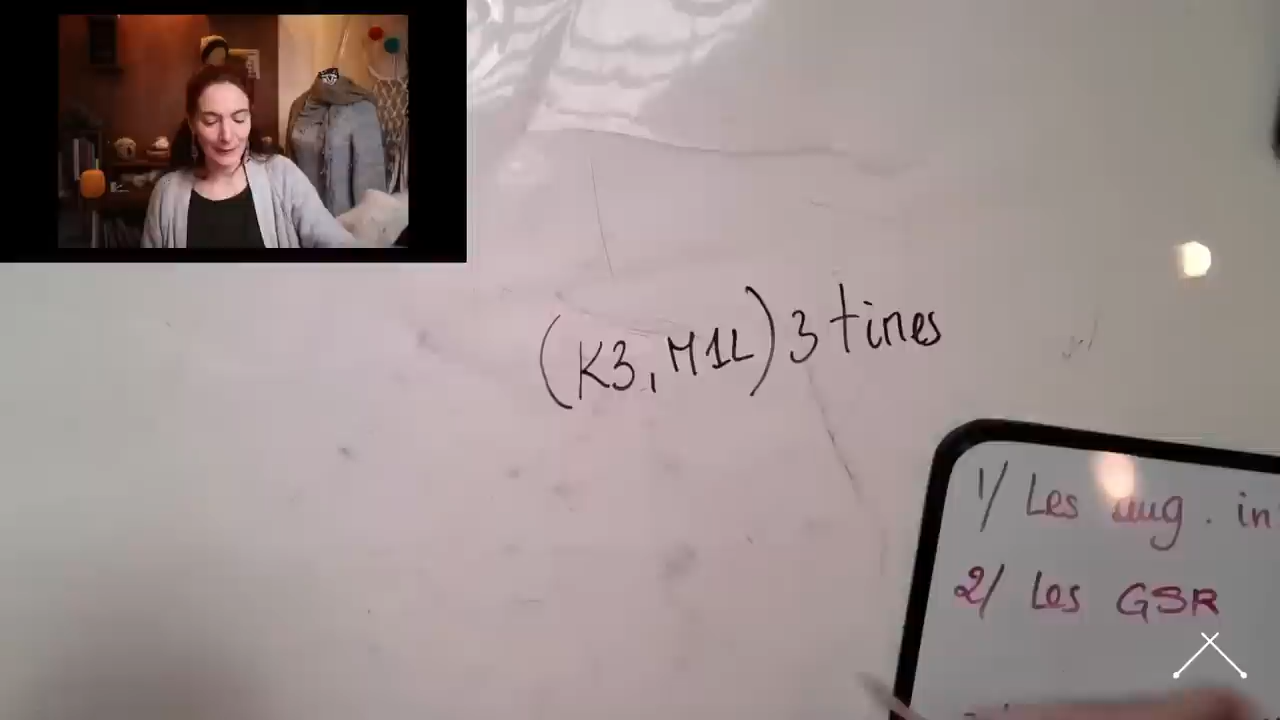 (K3, M1L) 3 times
1/ Les aug. in
2/ Les GSR